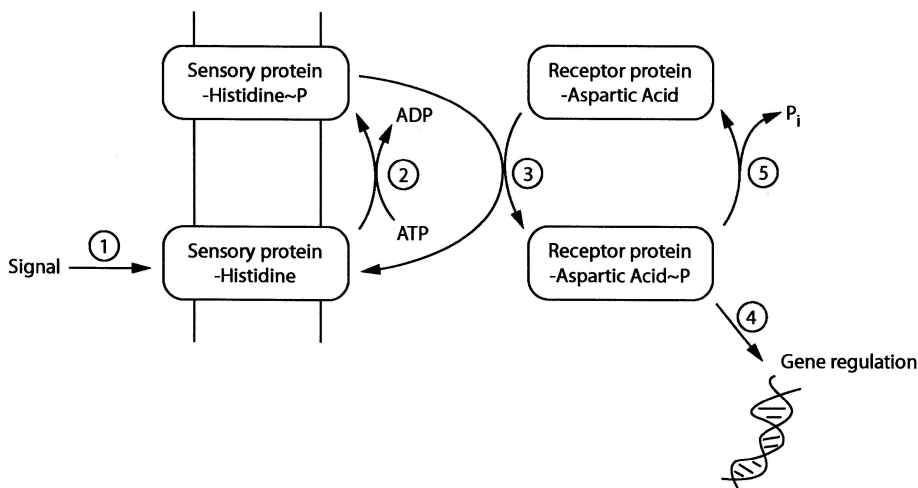 Sensory protein
-Histidine~P
Receptor protein
-Aspartic Acid
ADP
Pi
2
3
5
ATP
1
Signal
Sensory protein
-Histidine
Receptor protein
-Aspartic Acid~P
4
Gene regulation